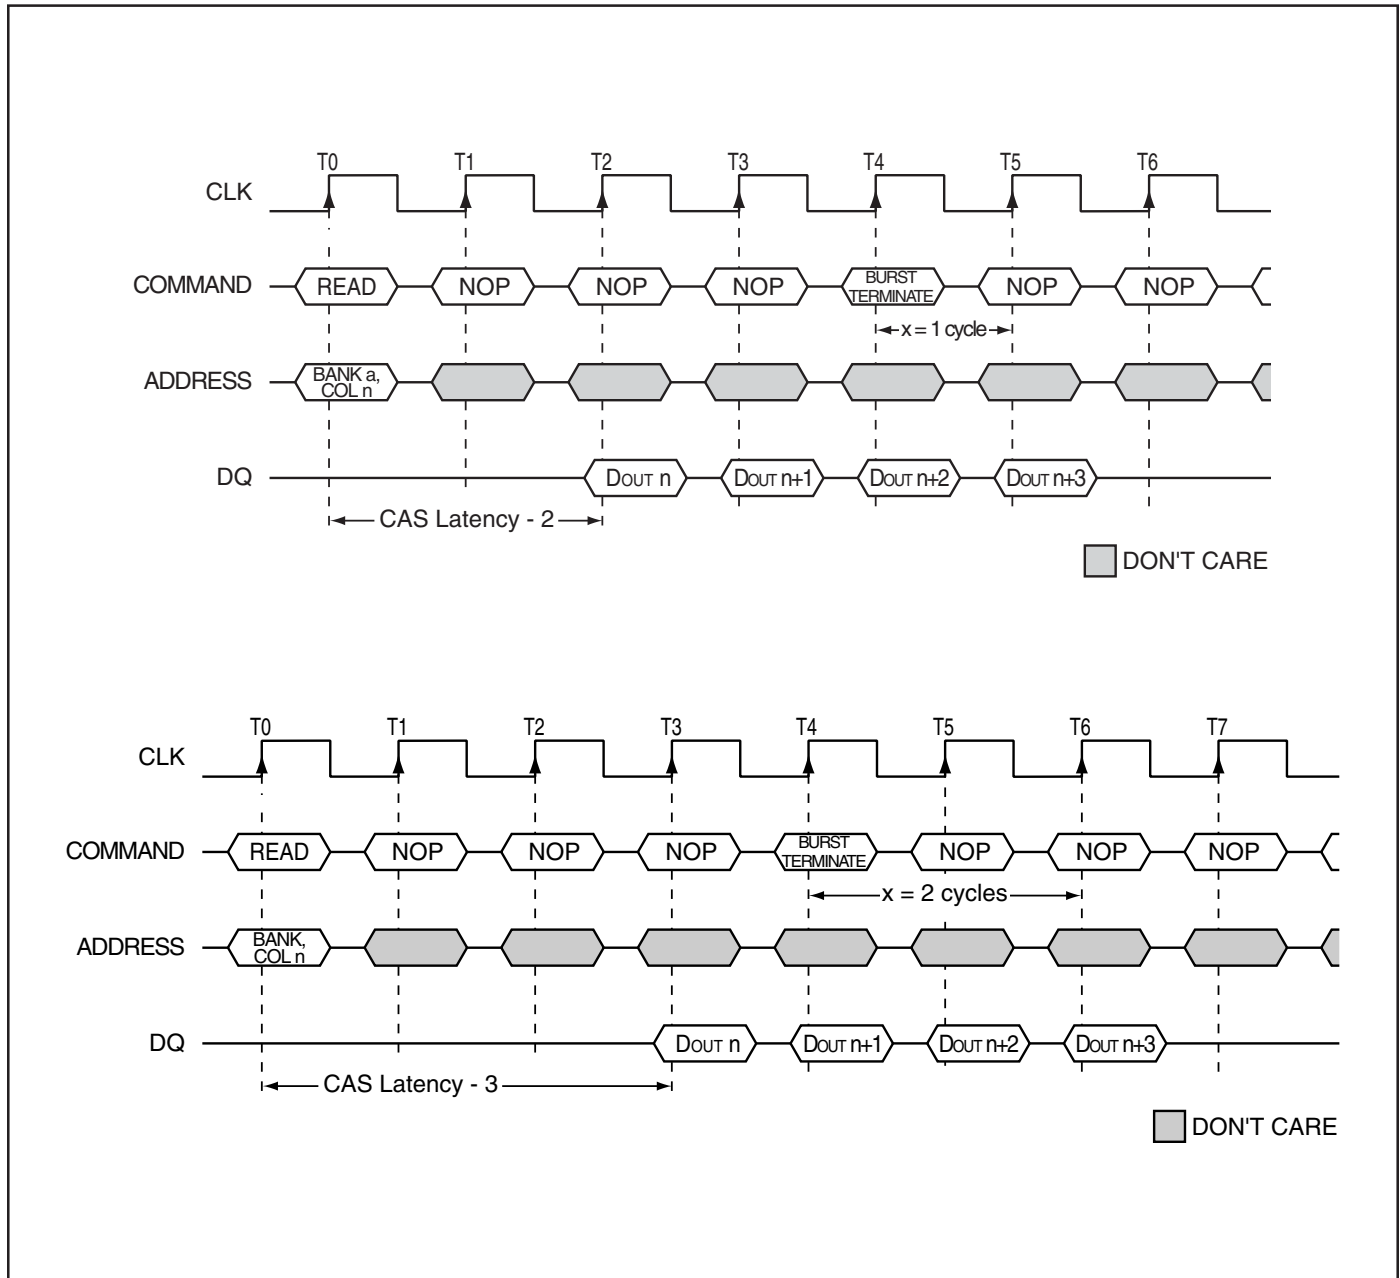 T0 T1 T2 T3 T4 T5 T6
CLK
COMMAND READ NOP NOP NOP BURST TERMINATE NOP NOP
x = 1 cycle
ADDRESS BANK a, COL n
DQ DOUT n DOUT n+1 DOUT n+2 DOUT n+3
CAS Latency - 2
DON'T CARE
T0 T1 T2 T3 T4 T5 T6 T7
CLK
COMMAND READ NOP NOP NOP BURST TERMINATE NOP NOP NOP
x = 2 cycles
ADDRESS BANK, COL n
DQ DOUT n DOUT n+1 DOUT n+2 DOUT n+3
CAS Latency - 3
DON'T CARE